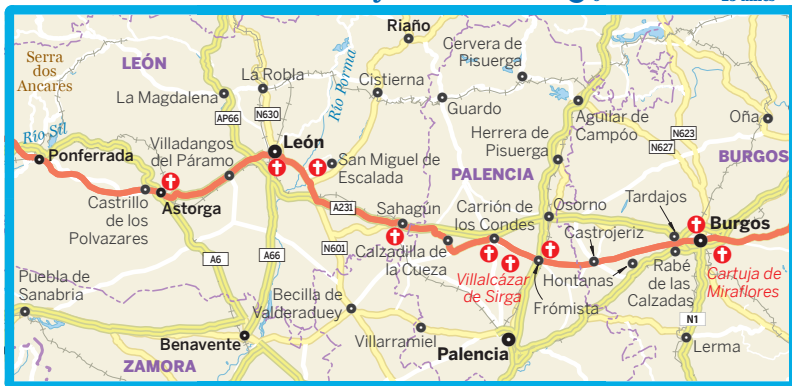 Riaño
Cervera de
Pisuerga
LEÓN
Serra
dos
Ancares
La Robla
La Magdalena
Cistierna
Río Porma
Guardo
Aguilar de
Campóo
Oña
N630
AP66
N623
N627
Río Sil
Ponferrada
Villadangos
del Páramo
León
San Miguel de
Escalada
Herrera de
Pisuerga
BURGOS
PALENCIA
Castrillo
de los
Polvazares
Astorga
A231
Sahagún
Carrión de
los Condes
Osorno
Tardajos
Burgos
Castrojeriz
A6
A66
N601
Calzadilla de
la Cueza
Villalcázar
de Sirga
Hontanas
Frómista
Rabé
de las
Calzadas
Cartuja de
Miraflores
Puebla de
Sanabria
Becilla de
Valderaduey
Benavente
Villarramiel
Palencia
N1
Lerma
ZAMORA